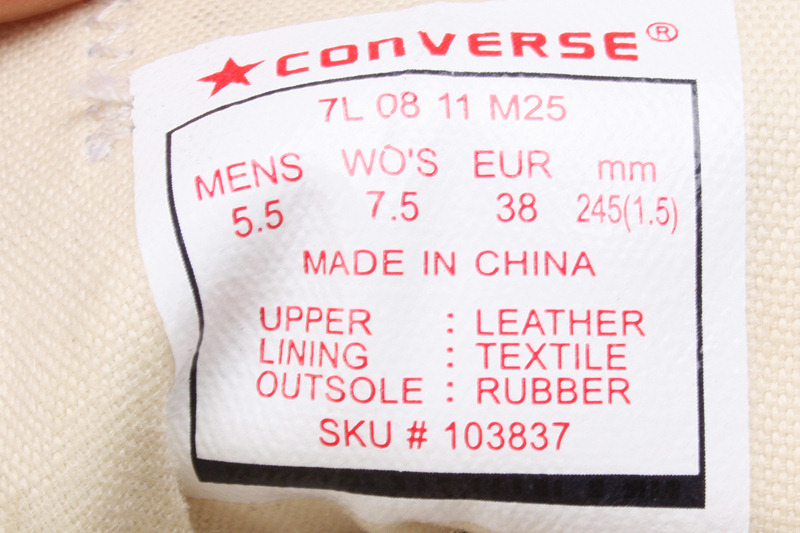 CONVERSE®
7L 08 11 M25
MENS WO'S EUR mm
5.5 7.5 38 245(1.5)
MADE IN CHINA
UPPER : LEATHER
LINING : TEXTILE
OUTSOLE : RUBBER
SKU # 103837